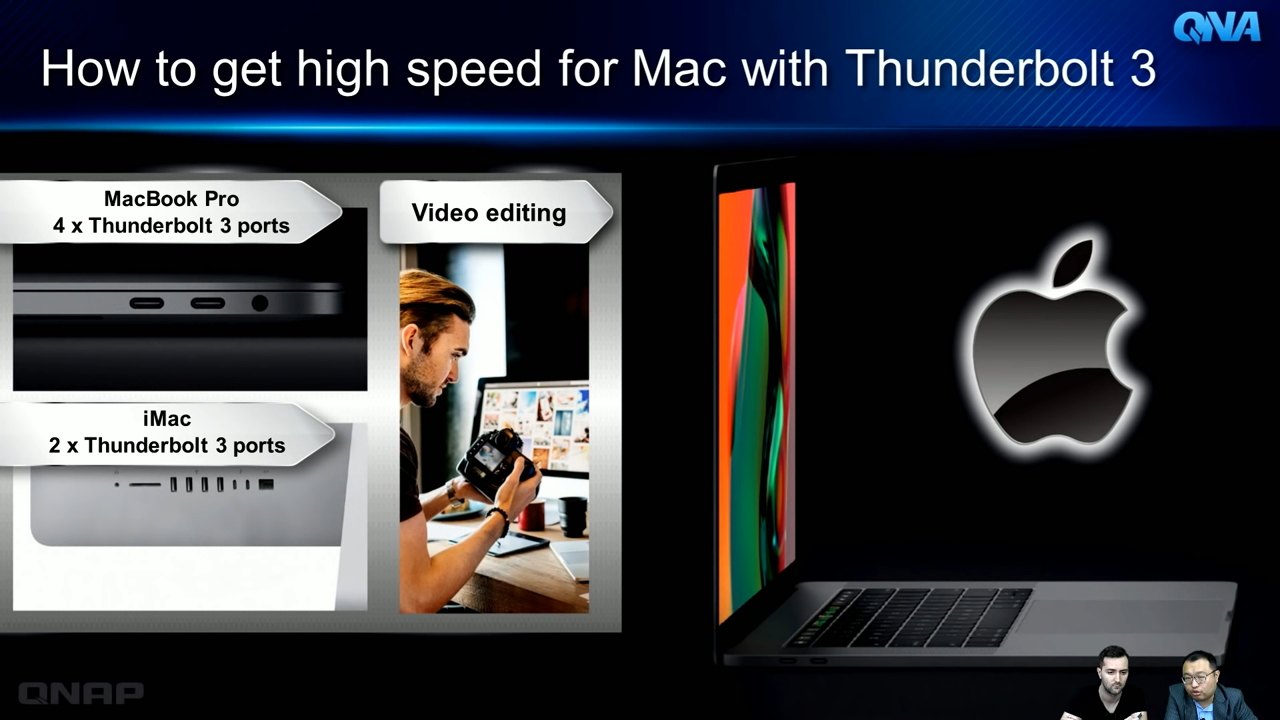 QNA
How to get high speed for Mac with Thunderbolt 3
MacBook Pro
4 x Thunderbolt 3 ports
Video editing
iMac
2 x Thunderbolt 3 ports
QNAP